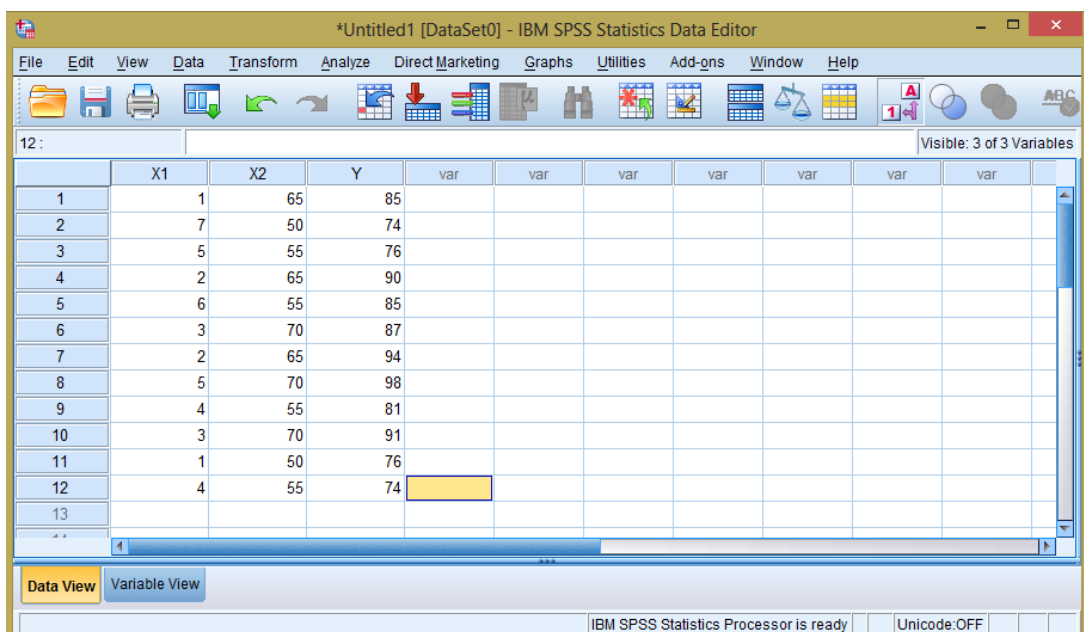 *Untitled1 [DataSet0] - IBM SPSS Statistics Data Editor
File Edit View Data Transform Analyze Direct Marketing Graphs Utilities Add-ons Window Help
A
1
ABC
12 : Visible: 3 of 3 Variables
X1 X2 Y var var var var var var var
1 1 65 85
2 7 50 74
3 5 55 76
4 2 65 90
5 6 55 85
6 3 70 87
7 2 65 94
8 5 70 98
9 4 55 81
10 3 70 91
11 1 50 76
12 4 55 74
13
Data View Variable View
IBM SPSS Statistics Processor is ready Unicode:OFF